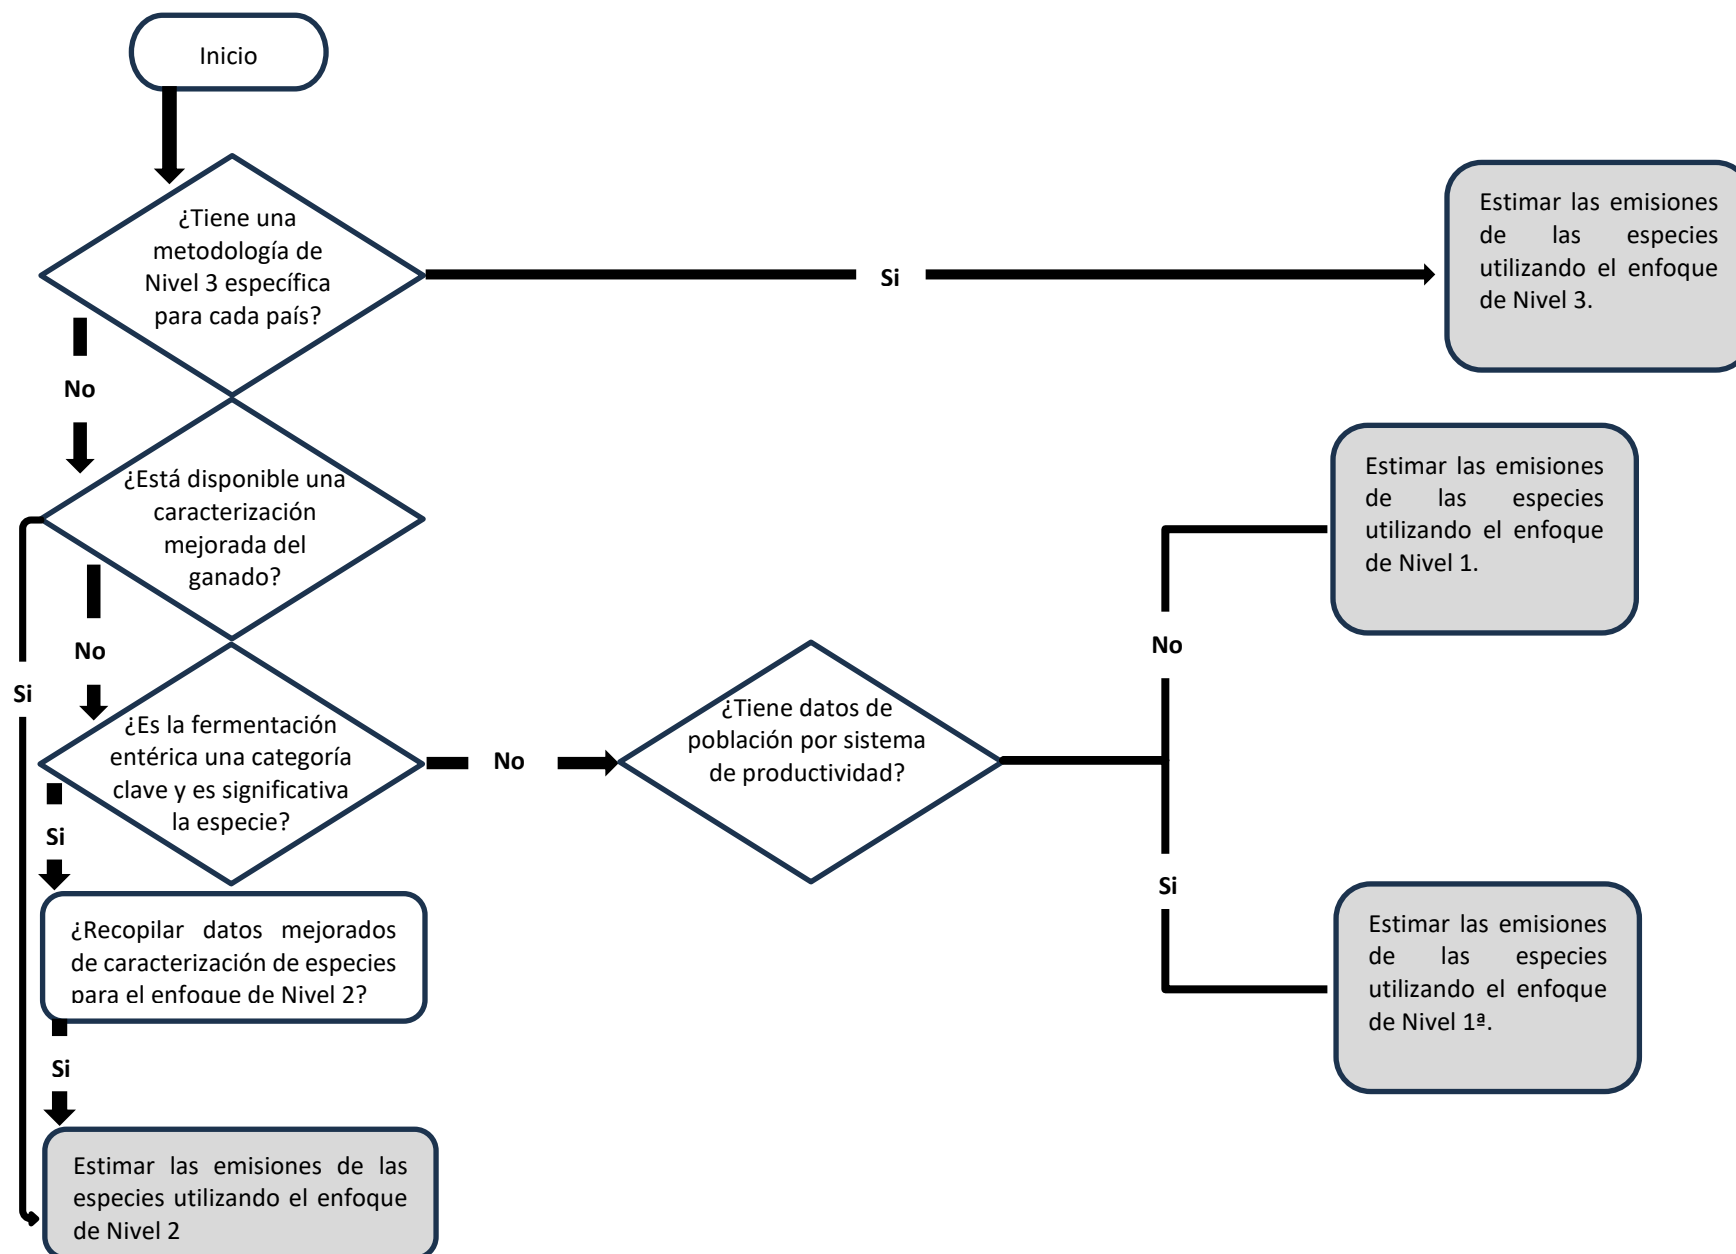 Inicio
¿Tiene una
metodología de
Nivel 3 específica
para cada país?
Si
Estimar las emisiones
de las especies
utilizando el enfoque
de Nivel 3.
No
¿Está disponible una
caracterización
mejorada del
ganado?
Estimar las emisiones
de las especies
utilizando el enfoque
de Nivel 1.
No
Si
No
¿Es la fermentación
entérica una categoría
clave y es significativa
la especie?
No
¿Tiene datos de
población por sistema
de productividad?
Si
Si
¿Recopilar datos mejorados
de caracterización de especies
para el enfoque de Nivel 2?
Estimar las emisiones
de las especies
utilizando el enfoque
de Nivel 1ª.
Si
Estimar las emisiones de las
especies utilizando el enfoque
de Nivel 2